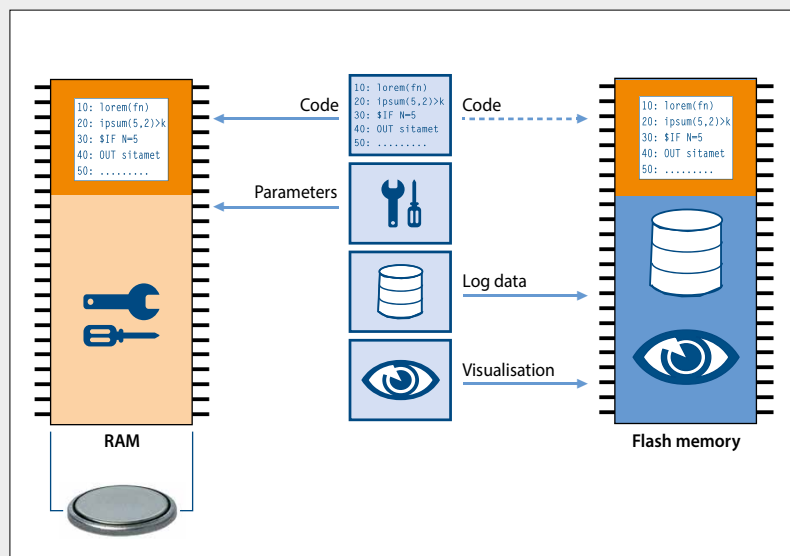 10: lorem(fn)
20: ipsum(5,2)>k
30: $IF N=5
40: OUT sitamet
50: .........
Code
10: lorem(fn)
20: ipsum(5,2)>k
30: $IF N=5
40: OUT sitamet
50: .........
Code
10: lorem(fn)
20: ipsum(5,2)>k
30: $IF N=5
40: OUT sitamet
50: .........
Parameters
Log data
Visualisation
RAM
Flash memory